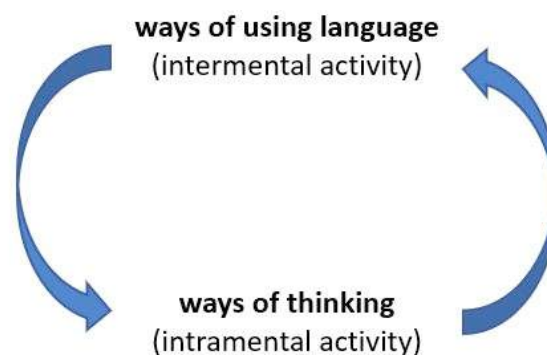 ways of using language
(intermental activity)
ways of thinking
(intramental activity)